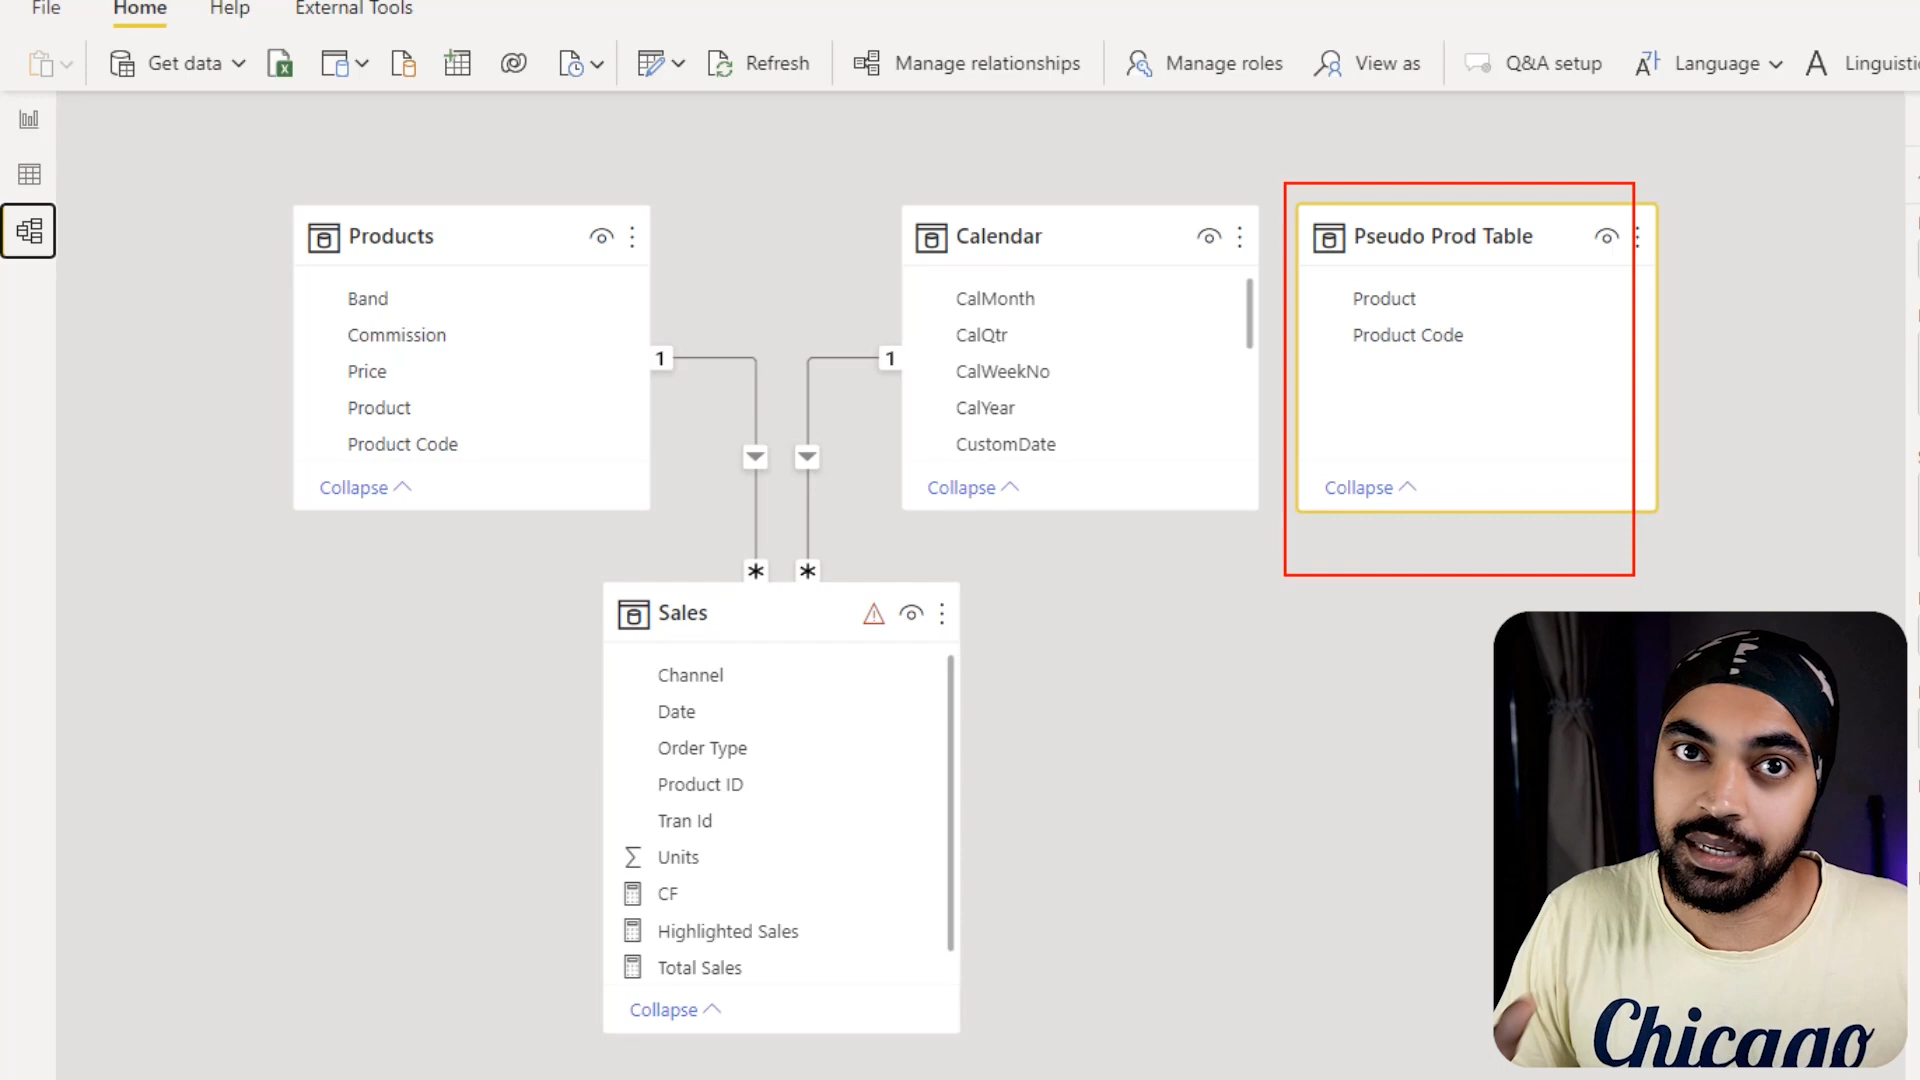 File Home Help External Tools
Get data Refresh Manage relationships Manage roles View as Q&A setup Language Linguisti
Products
Band
Commission
Price
Product
Product Code
Collapse
1
Calendar
CalMonth
CalQtr
CalWeekNo
CalYear
CustomDate
Collapse
1
Pseudo Prod Table
Product
Product Code
Collapse
* *
Sales
Channel
Date
Order Type
Product ID
Tran Id
Units
CF
Highlighted Sales
Total Sales
Collapse
Chicago